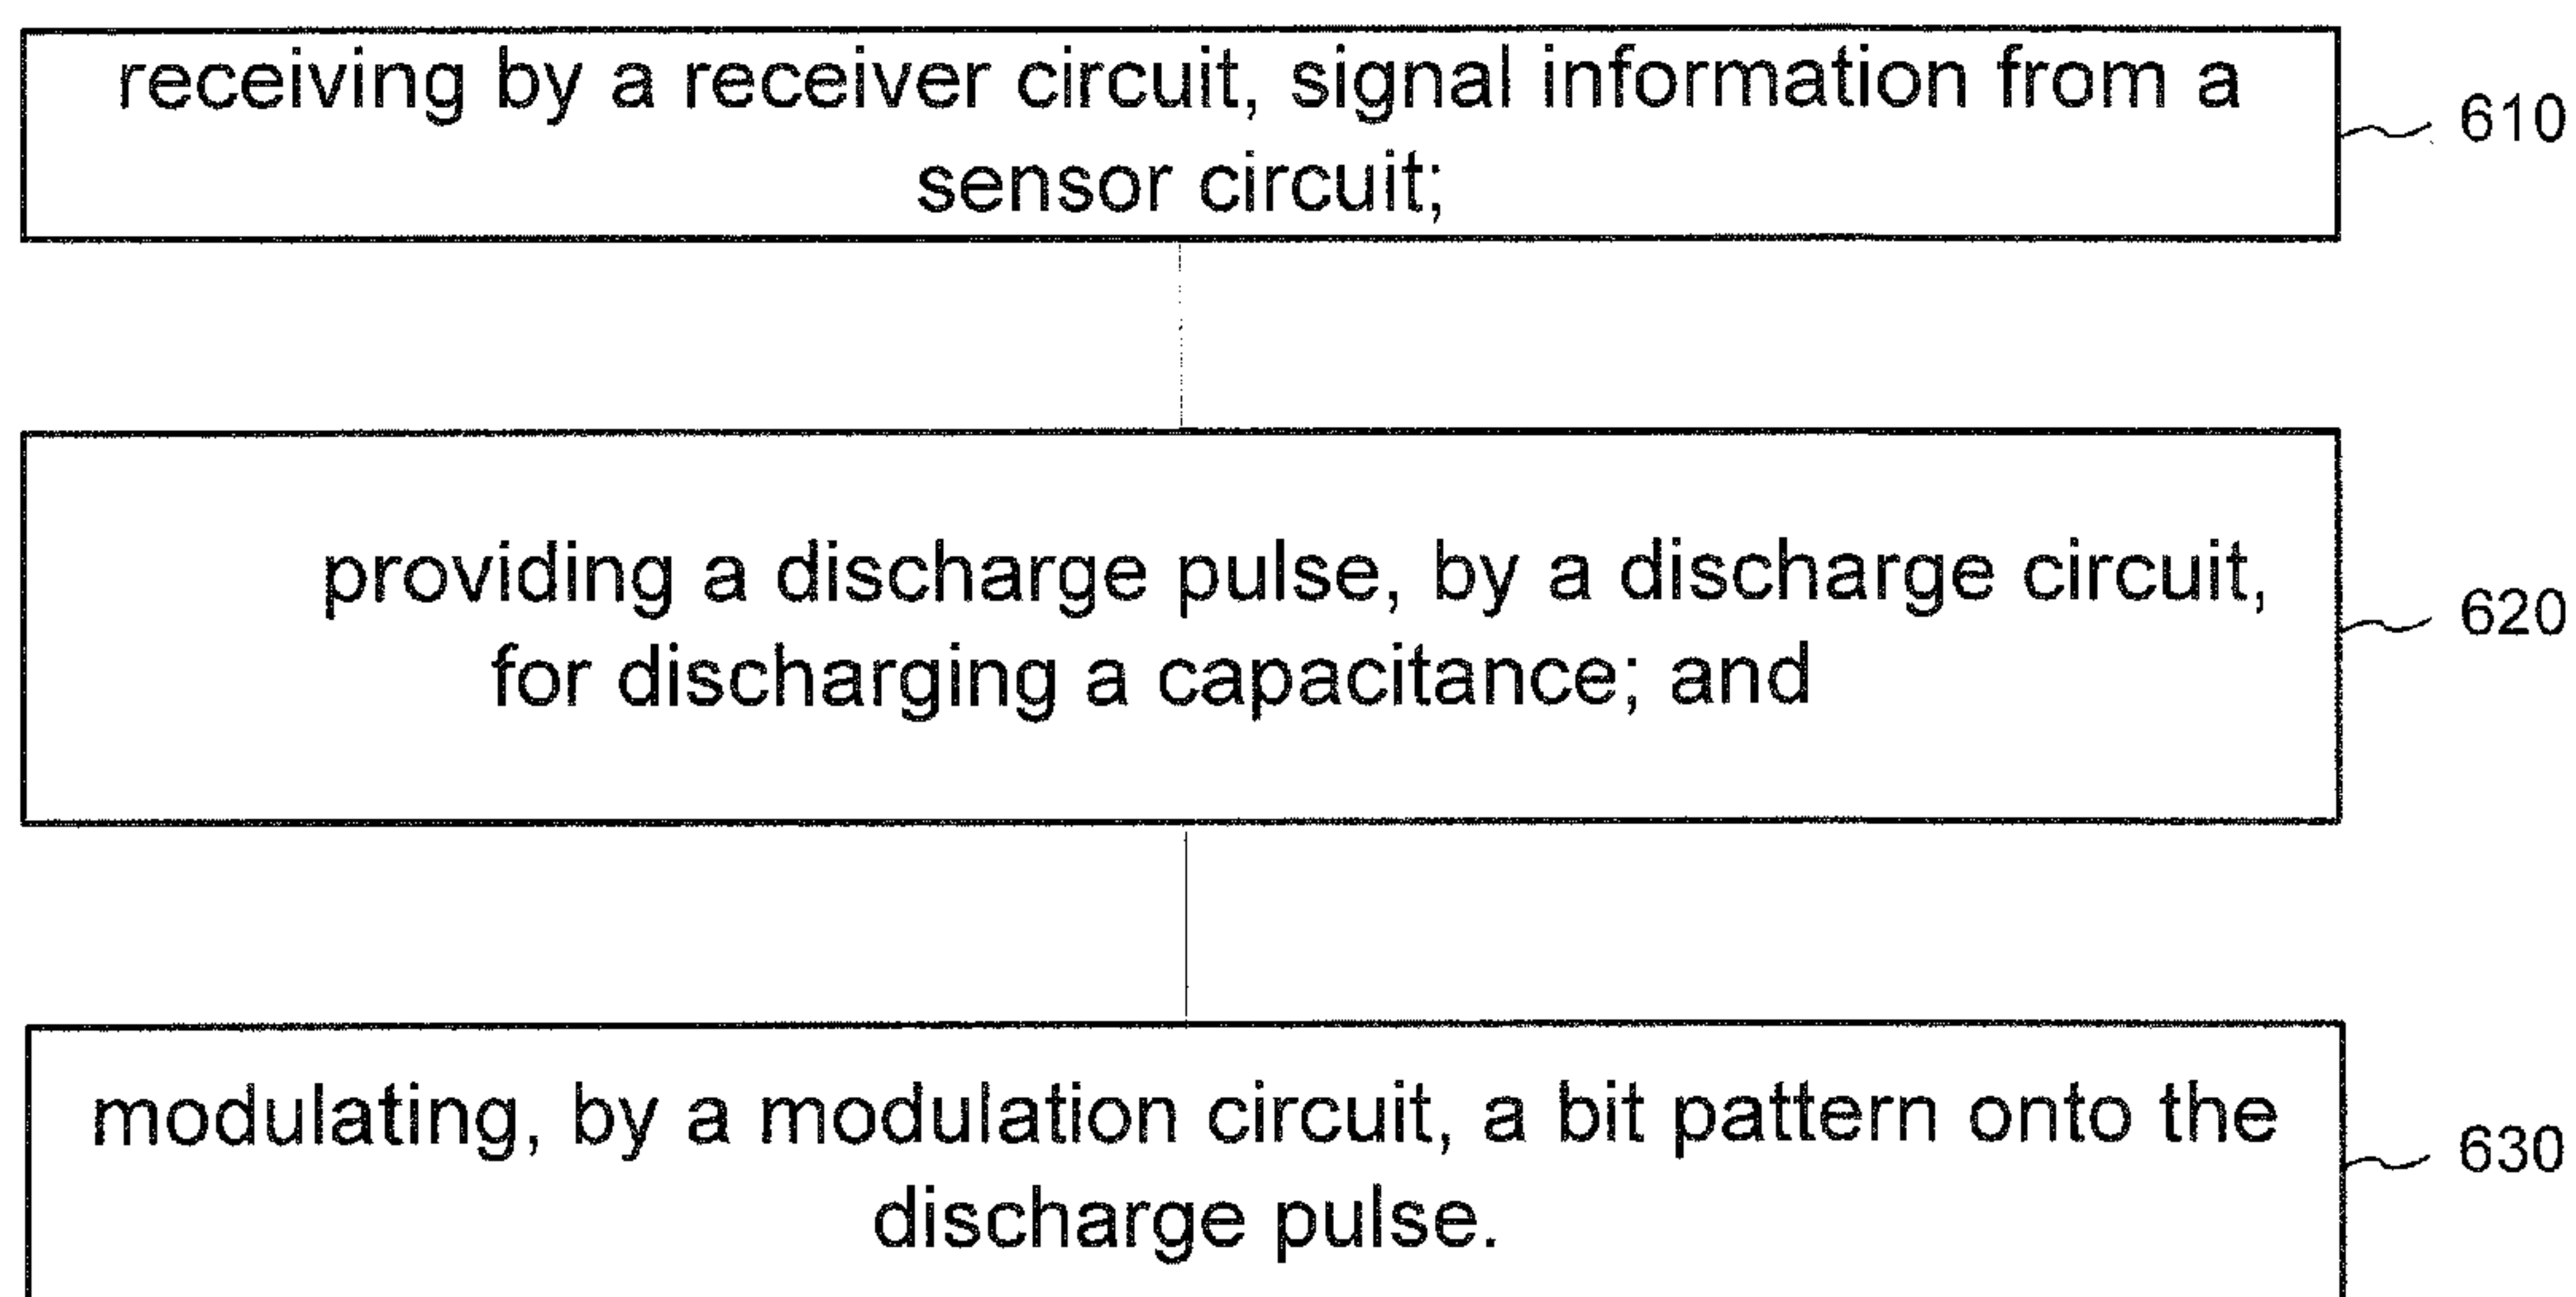 receiving by a receiver circuit, signal information from a
sensor circuit;
610
providing a discharge pulse, by a discharge circuit,
for discharging a capacitance; and
620
modulating, by a modulation circuit, a bit pattern onto the
discharge pulse.
630